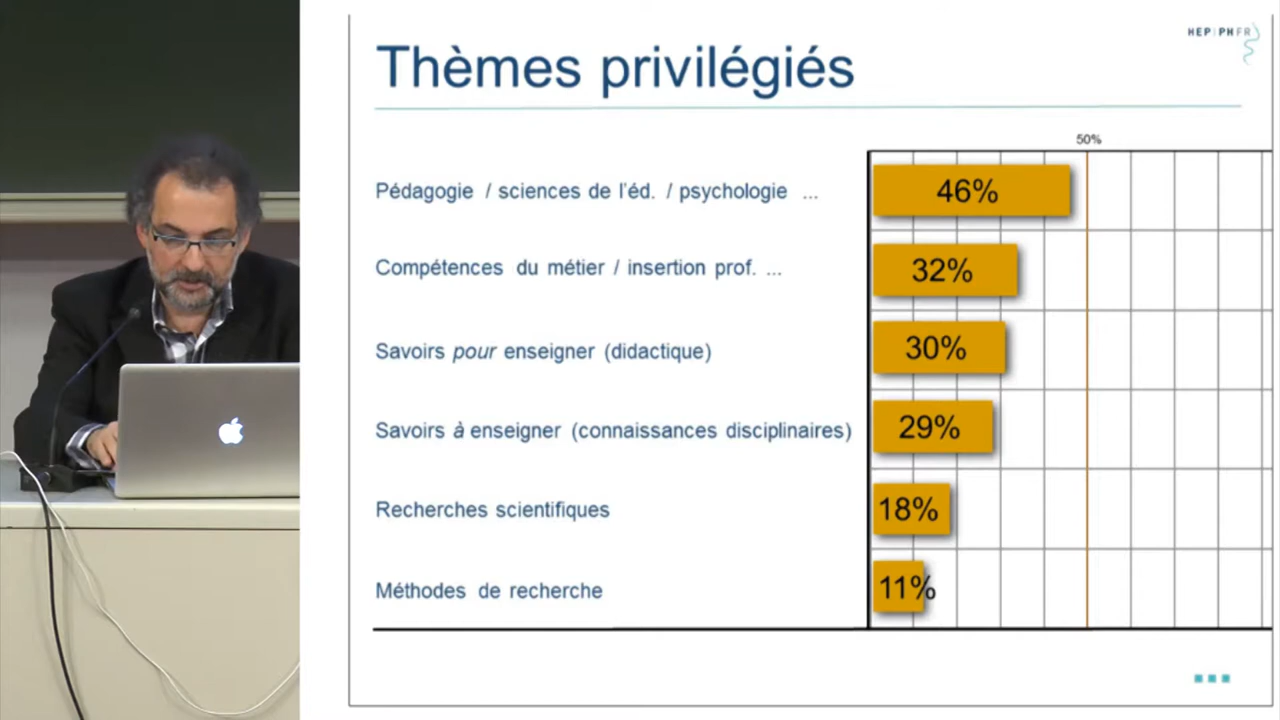 HEP|PH FR
Thèmes privilégiés
50%
Pédagogie / sciences de l'éd. / psychologie ... 46%
Compétences du métier / insertion prof. ... 32%
Savoirs pour enseigner (didactique) 30%
Savoirs à enseigner (connaissances disciplinaires) 29%
Recherches scientifiques 18%
Méthodes de recherche 11%